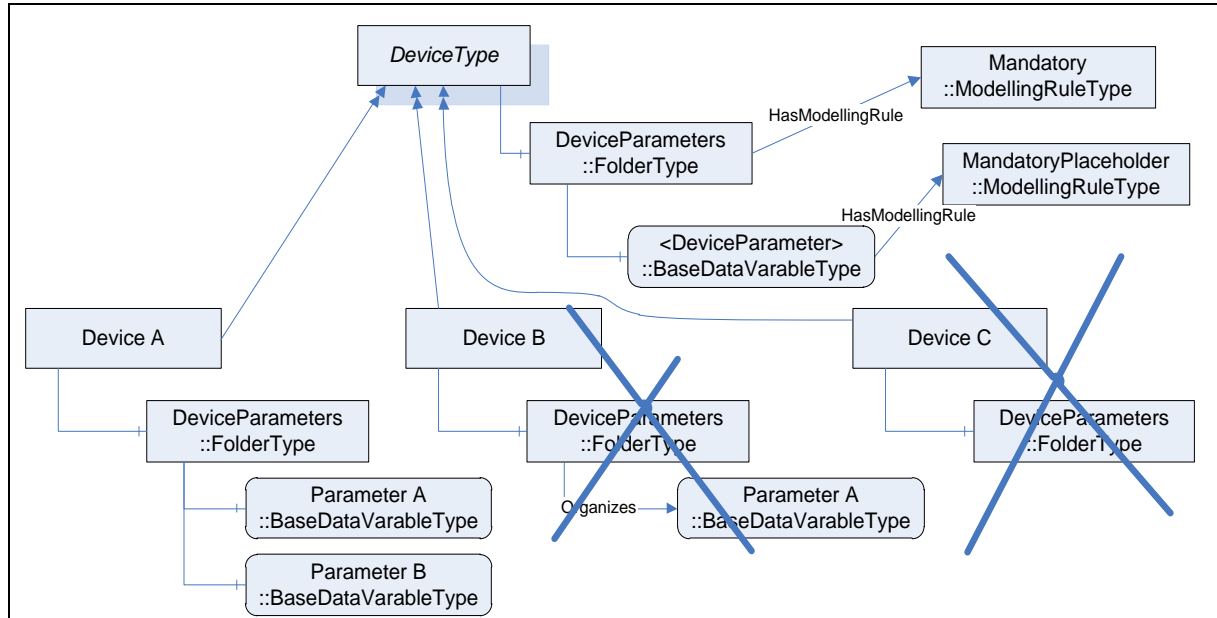 DeviceType
Mandatory
::ModellingRuleType
HasModellingRule
DeviceParameters
::FolderType
MandatoryPlaceholder
::ModellingRuleType
HasModellingRule
<DeviceParameter>
::BaseDataVarableType
Device A
Device B
Device C
DeviceParameters
::FolderType
DeviceParameters
::FolderType
DeviceParameters
::FolderType
Parameter A
::BaseDataVarableType
Organizes
Parameter A
::BaseDataVarableType
Parameter B
::BaseDataVarableType